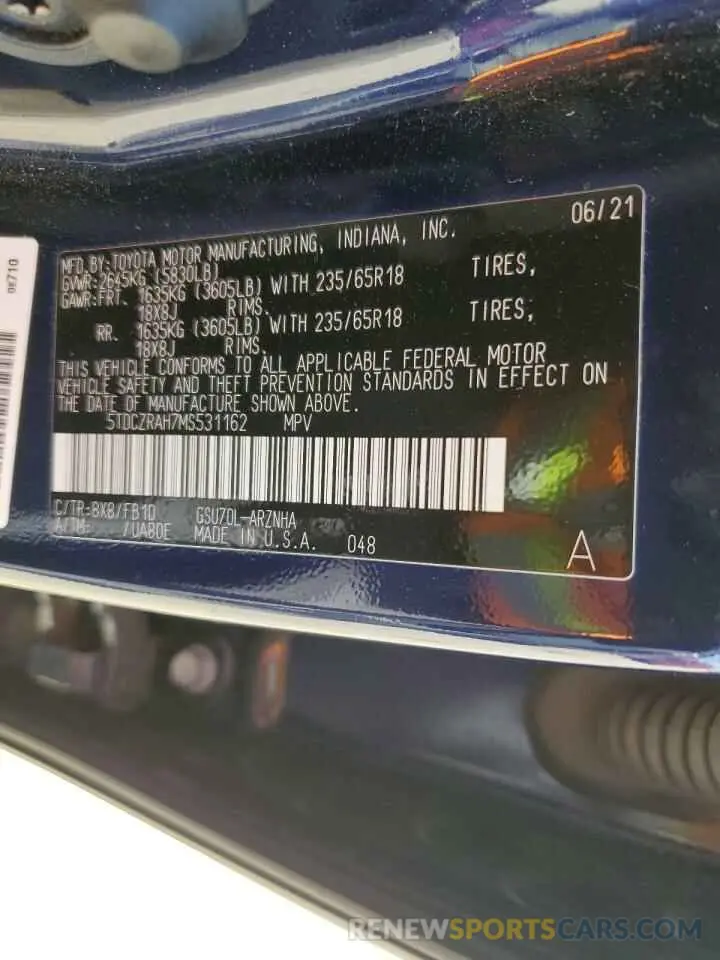 06/21
MFD.BY:TOYOTA MOTOR MANUFACTURING, INDIANA, INC.
GVWR:2645KG (5830LB)
GAWR:FRT. 1635KG (3605LB) WITH 235/65R18 TIRES,
18X8J RIMS.
RR. 1635KG (3605LB) WITH 235/65R18 TIRES;
18X8J RIMS.
THIS VEHICLE CONFORMS TO ALL APPLICABLE FEDERAL MOTOR
VEHICLE SAFETY AND THEFT PREVENTION STANDARDS IN EFFECT ON
THE DATE OF MANUFACTURE SHOWN ABOVE.
5TDCZRAH7MS531162 MPV
C/TR:8X8/FB10 GSU70L-ARZNHA
A/TM: /UA80E MADE IN U.S.A. 048
A
08710
RENEWSPORTSCARS.COM